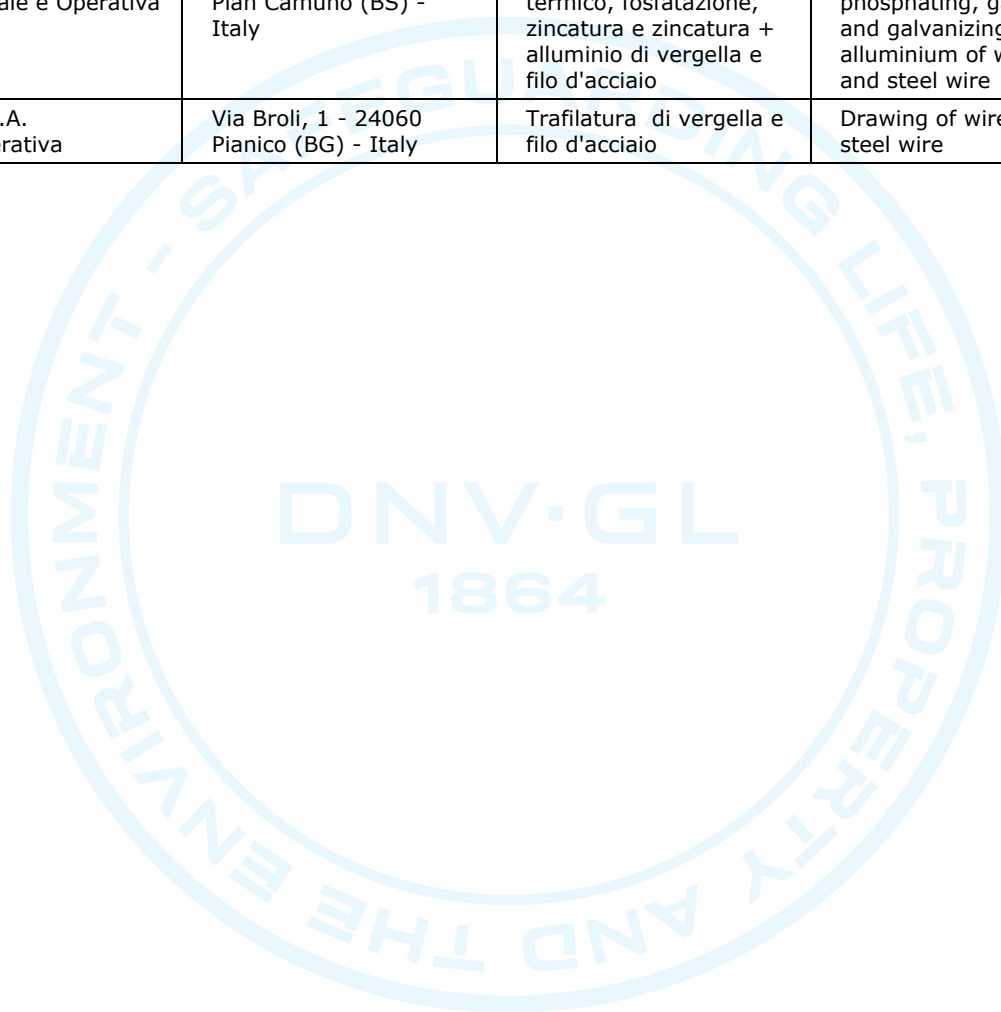 ale e Operativa
Pian Camuno (BS) -
Italy
termico, fosfatazione,
zincatura e zincatura +
alluminio di vergella e
filo d'acciaio
phosphating, ga
and galvanizing
alluminium of w
and steel wire
.A.
erativa
Via Broli, 1 - 24060
Pianico (BG) - Italy
Trafilatura di vergella e
filo d'acciaio
Drawing of wire
steel wire
SAFEGUARDING LIFE, PROPERTY AND THE ENVIRONMENT -
DNV·GL
1864